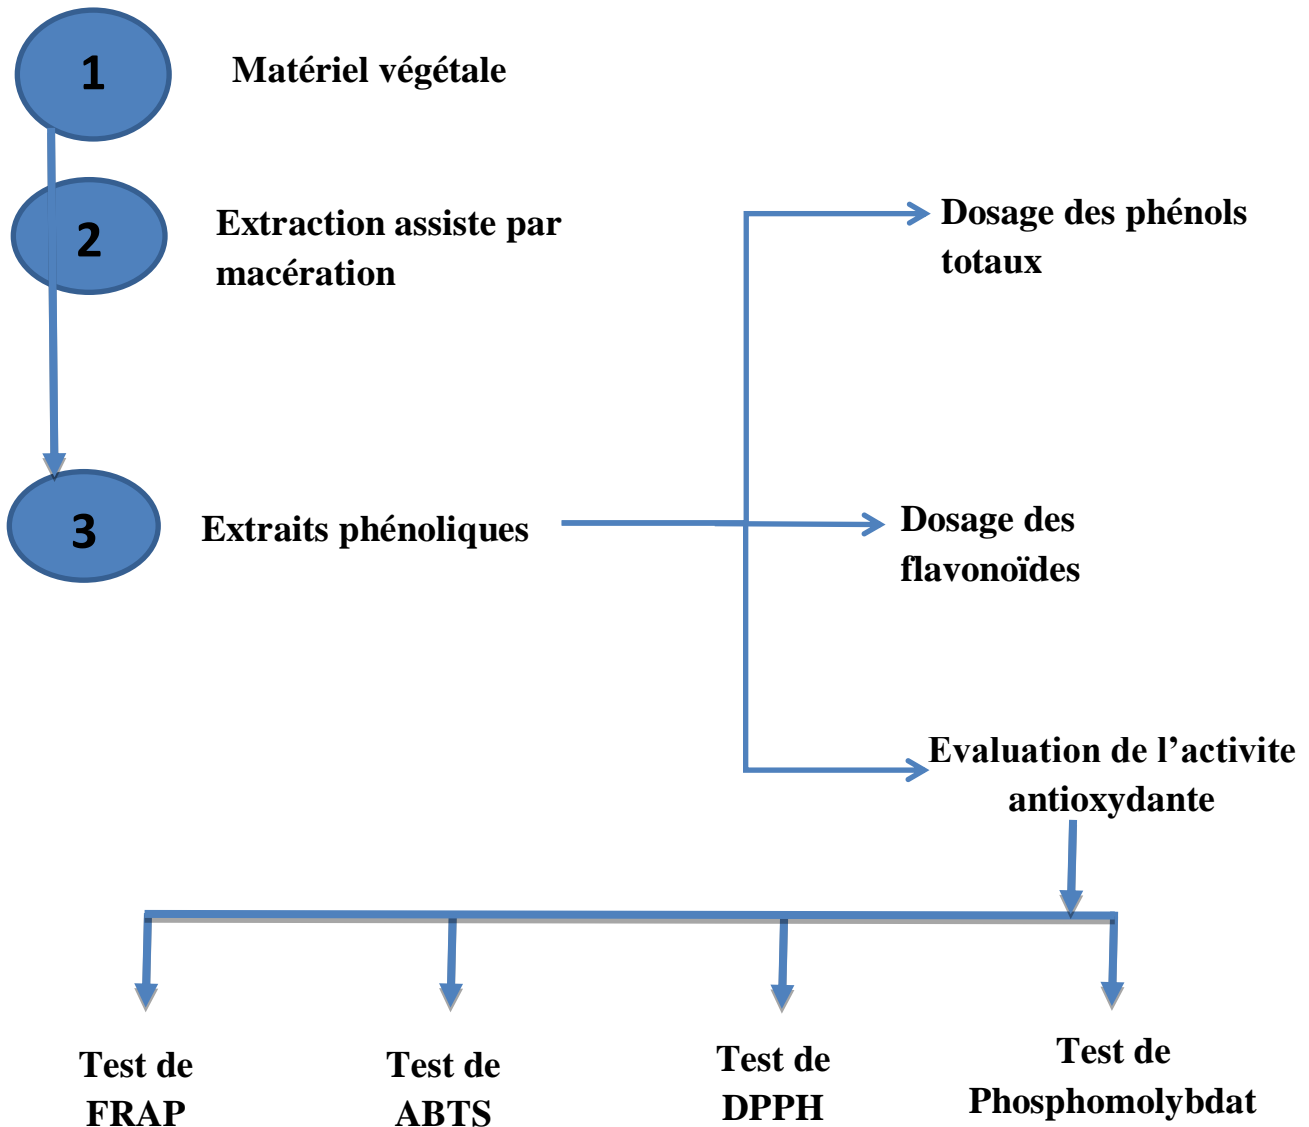 1
Matériel végétale
2
Extraction assiste par
macération
Dosage des phénols
totaux
3
Extraits phénoliques
Dosage des
flavonoïdes
Evaluation de l’activite
antioxydante
Test de
FRAP
Test de
ABTS
Test de
DPPH
Test de
Phosphomolybdat